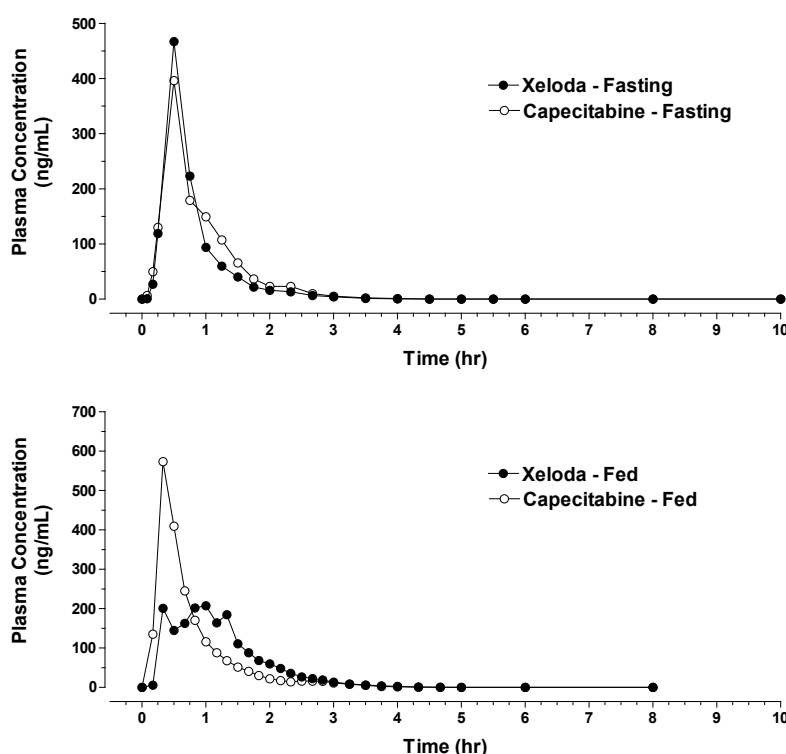 500
400
300
200
100
0
Plasma Concentration
(ng/mL)
Xeloda - Fasting
Capecitabine - Fasting
0 1 2 3 4 5 6 7 8 9 10
Time (hr)
700
600
500
400
300
200
100
0
Plasma Concentration
(ng/mL)
Xeloda - Fed
Capecitabine - Fed
0 1 2 3 4 5 6 7 8 9 10
Time (hr)